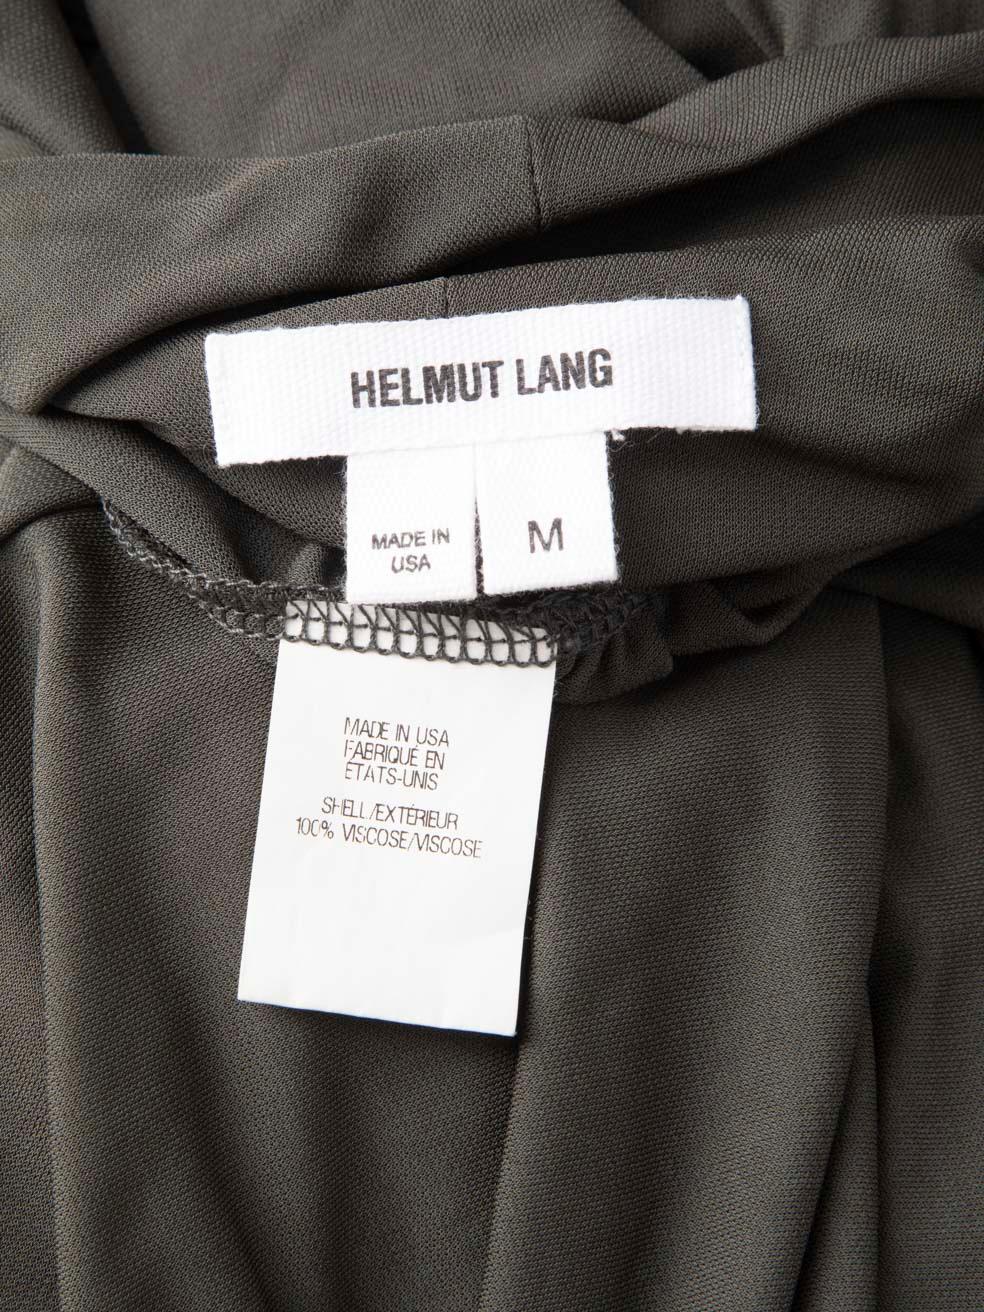 HELMUT LANG
MADE IN
USA
M
MADE IN USA
FABRIQUÉ EN
ÉTATS-UNIS
SHELL/EXTÉRIEUR
100% VISCOSE/VISCOSE